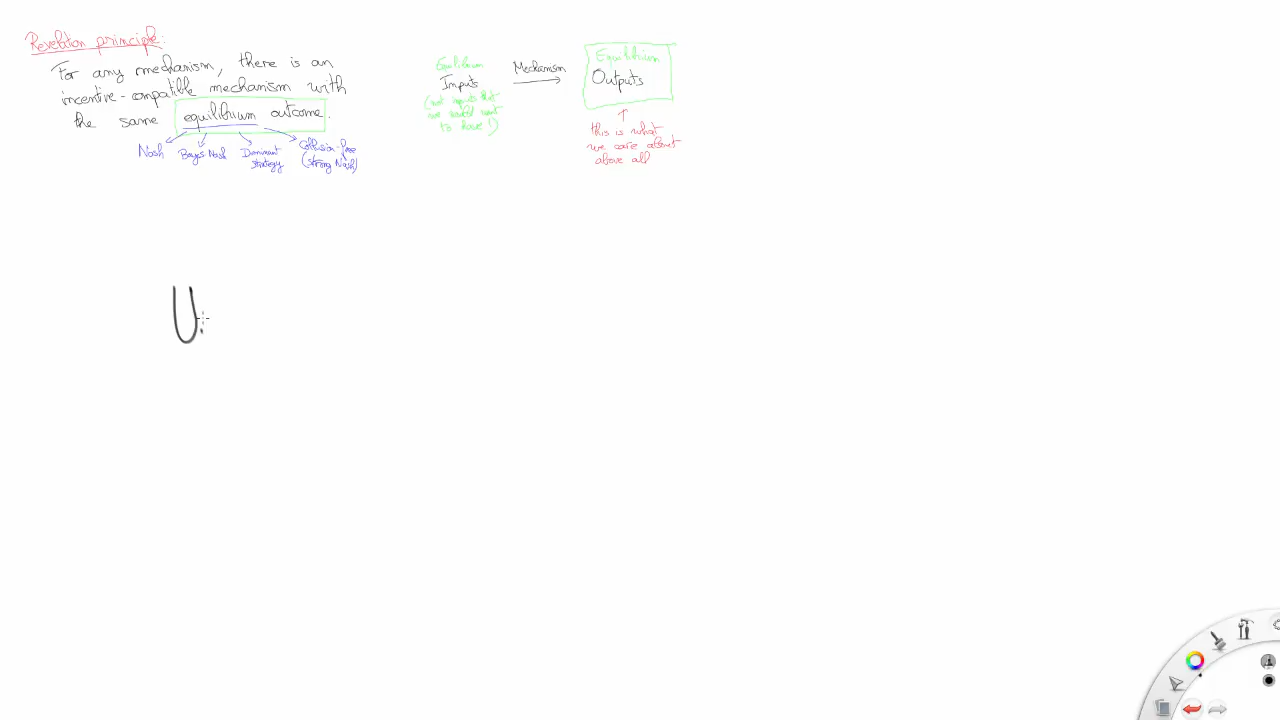 Revelation principle:
For any mechanism, there is an
incentive-compatible mechanism with
the same equilibrium outcome.
Nash Bayes Nash Dominant strategy Collusion-free (strong Nash)
Equilibrium
Inputs
(not inputs that
we would want
to have!)
Mechanism
Equilibrium
Outputs
this is what
we care about
above all
U